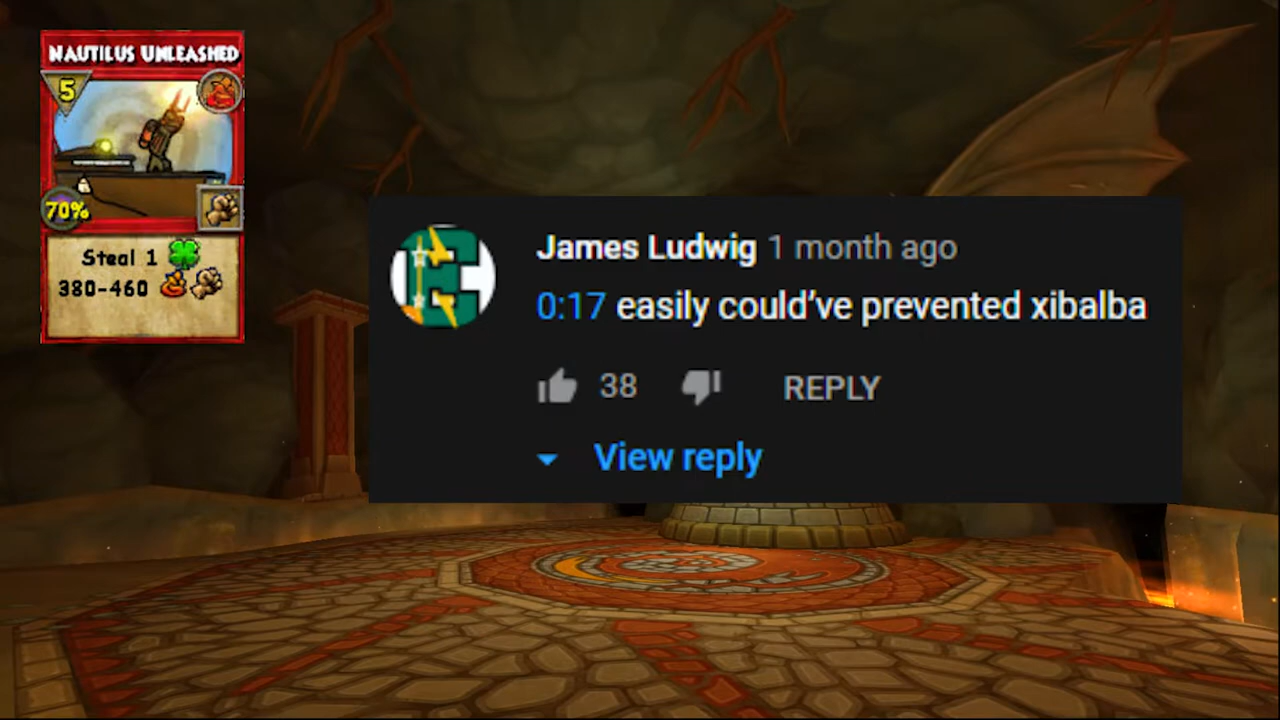 NAUTILUS UNLEASHED
5
70%
Steal 1
380-460
James Ludwig 1 month ago
0:17 easily could’ve prevented xibalba
38 REPLY
View reply